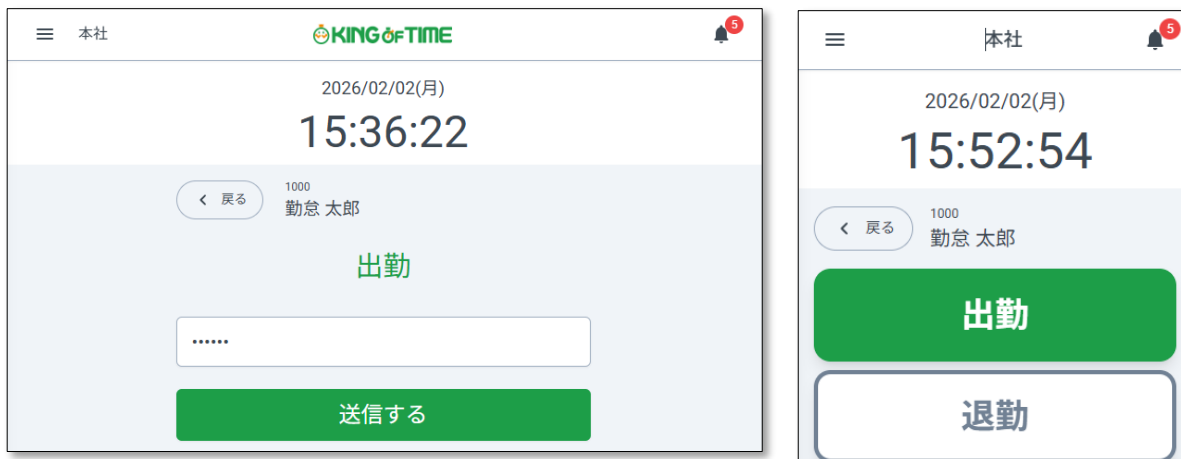 本社
KING OF TIME
5
2026/02/02(月)
15:36:22
戻る
1000
勤怠 太郎
出勤
••••••
送信する
本社
5
2026/02/02(月)
15:52:54
戻る
1000
勤怠 太郎
出勤
退勤